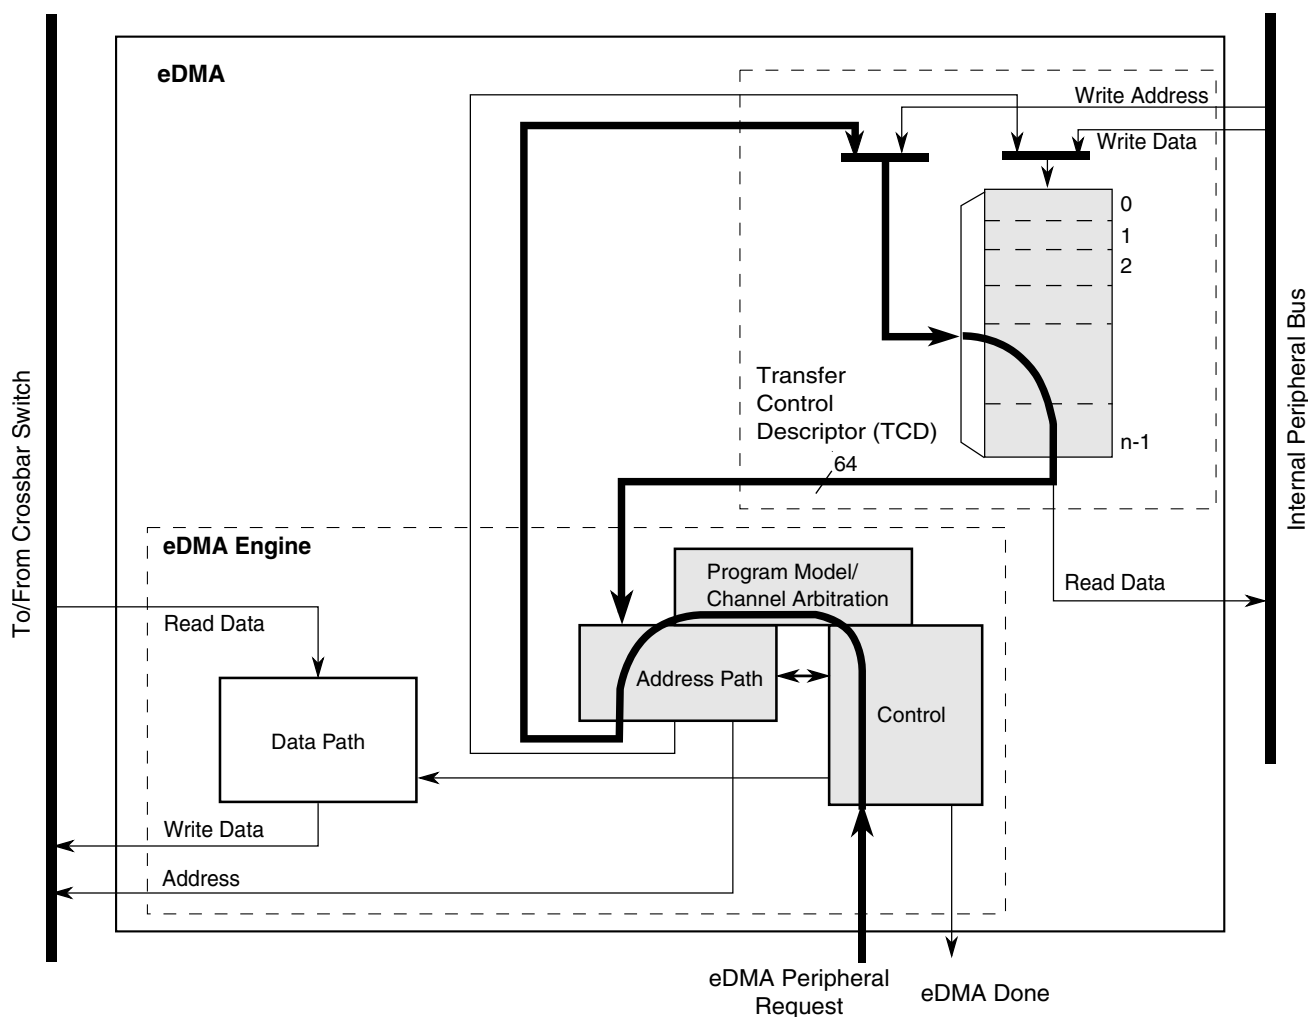 eDMA
Write Address
Write Data
0
1
2
n-1
Transfer
Control
Descriptor (TCD)
64
Internal Peripheral Bus
To/From Crossbar Switch
eDMA Engine
Program Model/
Channel Arbitration
Read Data
Read Data
Address Path
Control
Data Path
Write Data
Address
eDMA Peripheral
Request
eDMA Done